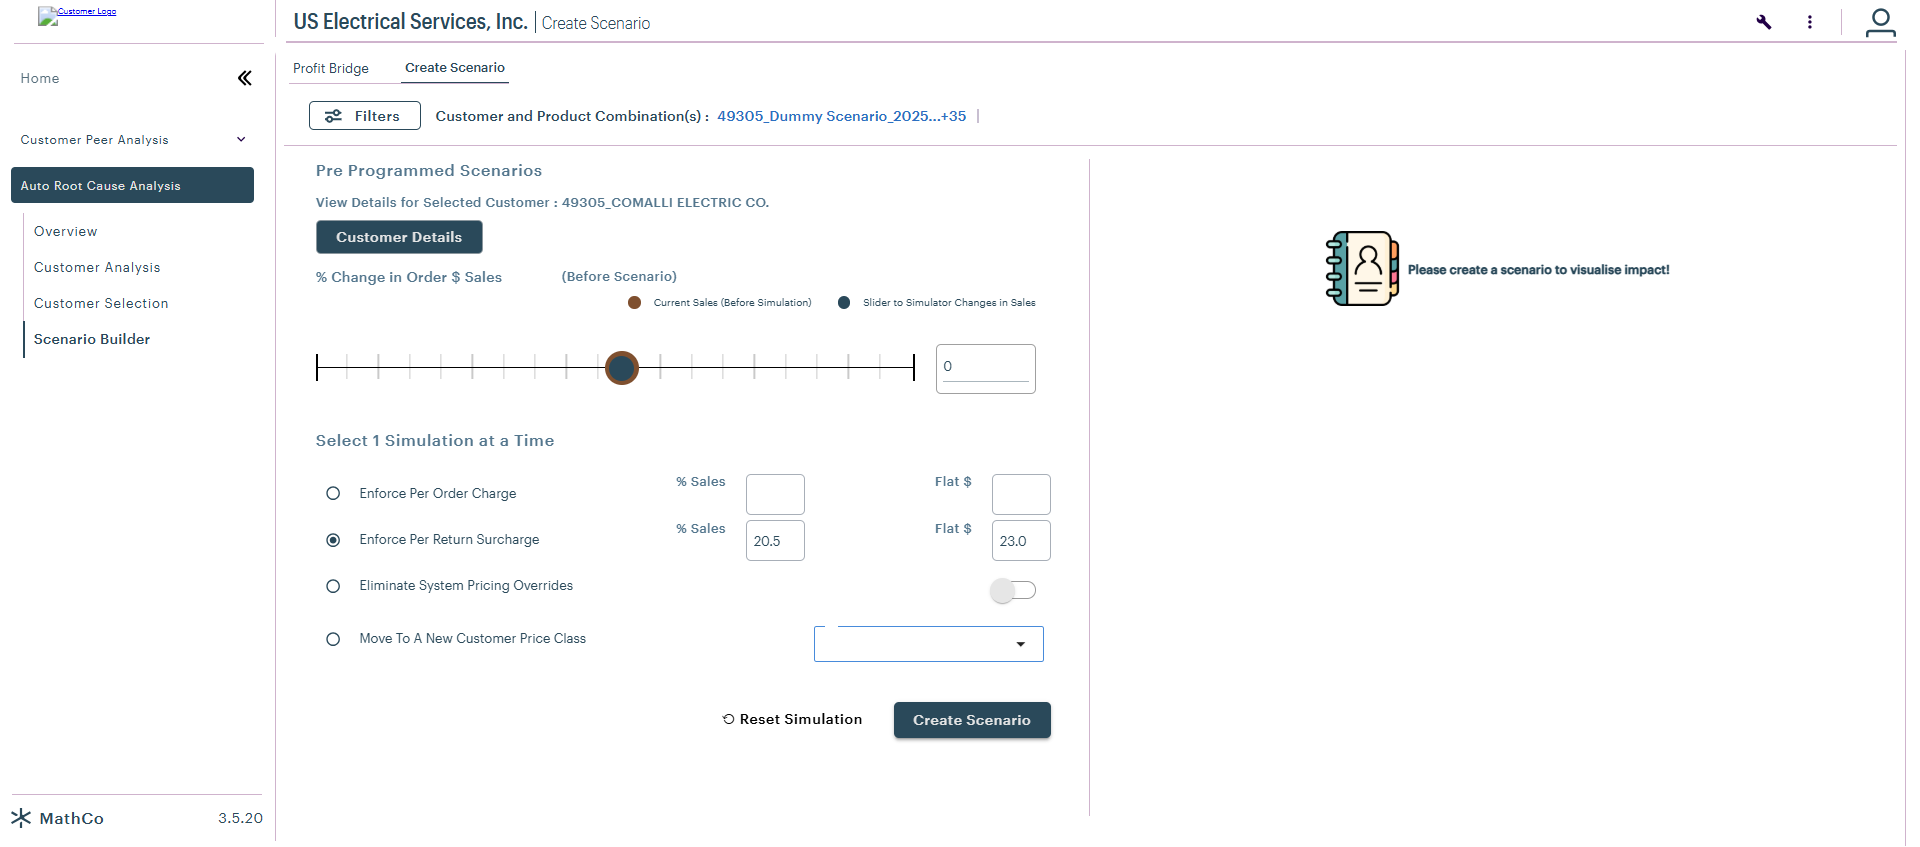 Customer Logo
US Electrical Services, Inc. | Create Scenario
Home
Customer Peer Analysis
Auto Root Cause Analysis
Overview
Customer Analysis
Customer Selection
Scenario Builder
MathCo 3.5.20
Profit Bridge Create Scenario
Filters Customer and Product Combination(s) : 49305_Dummy Scenario_2025...+35 |
Pre Programmed Scenarios
View Details for Selected Customer : 49305_COMALLI ELECTRIC CO.
Customer Details
% Change in Order $ Sales (Before Scenario)
Current Sales (Before Simulation) Slider to Simulator Changes in Sales
0
Select 1 Simulation at a Time
Enforce Per Order Charge % Sales Flat $
Enforce Per Return Surcharge % Sales 20.5 Flat $ 23.0
Eliminate System Pricing Overrides
Move To A New Customer Price Class
Reset Simulation Create Scenario
Please create a scenario to visualise impact!